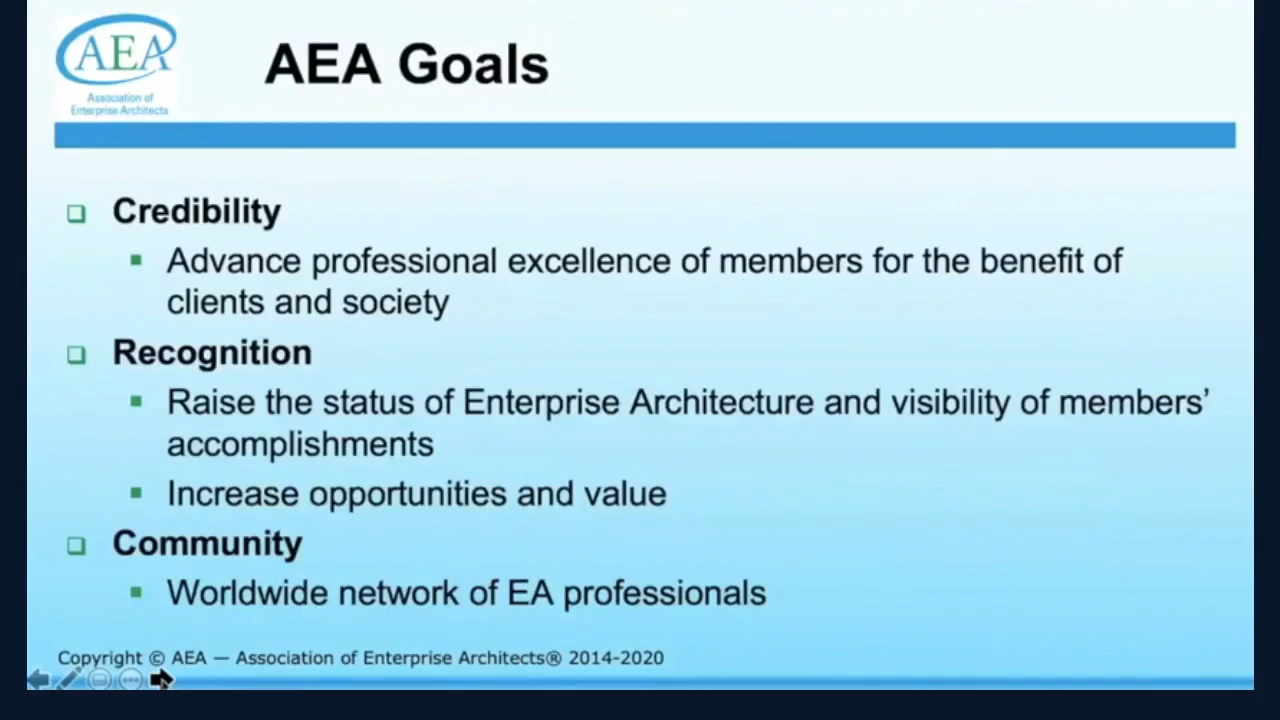 AEA
Association of
Enterprise Architects
AEA Goals
Credibility
Advance professional excellence of members for the benefit of
clients and society
Recognition
Raise the status of Enterprise Architecture and visibility of members’
accomplishments
Increase opportunities and value
Community
Worldwide network of EA professionals
Copyright © AEA — Association of Enterprise Architects® 2014-2020